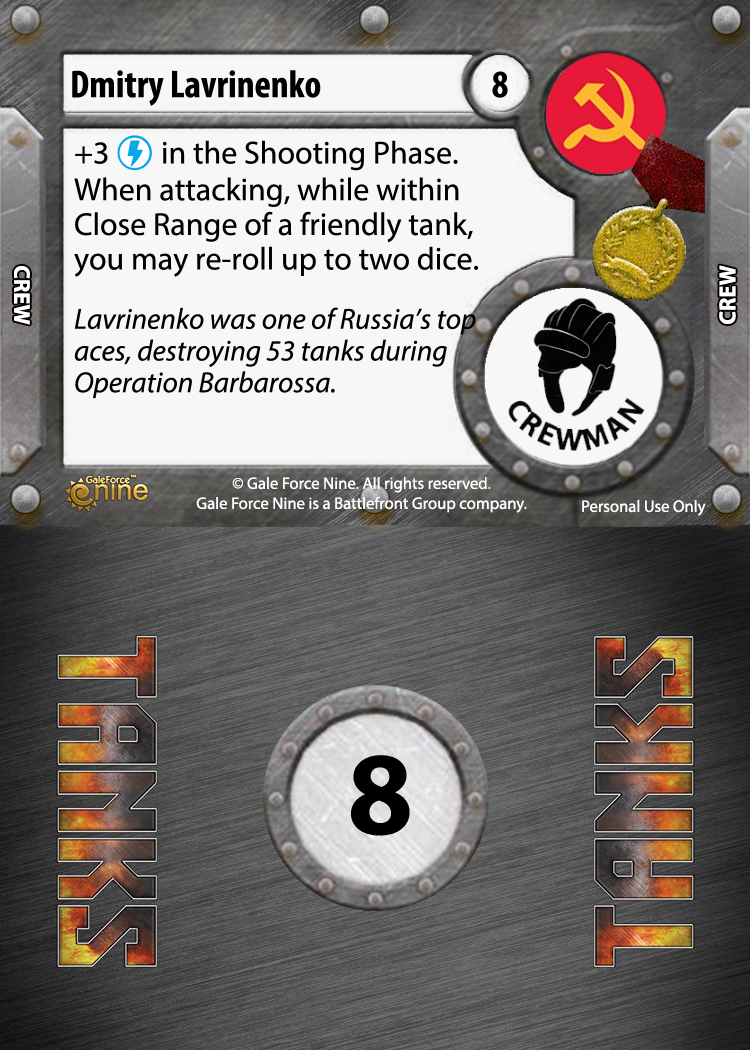 Dmitry Lavrinenko
8
+3 in the Shooting Phase.
When attacking, while within
Close Range of a friendly tank,
you may re-roll up to two dice.
Lavrinenko was one of Russia's top
aces, destroying 53 tanks during
Operation Barbarossa.
CREW
CREW
CREWMAN
GaleForce™
nine
© Gale Force Nine. All rights reserved.
Gale Force Nine is a Battlefront Group company.
Personal Use Only
TANKS
8
TANKS